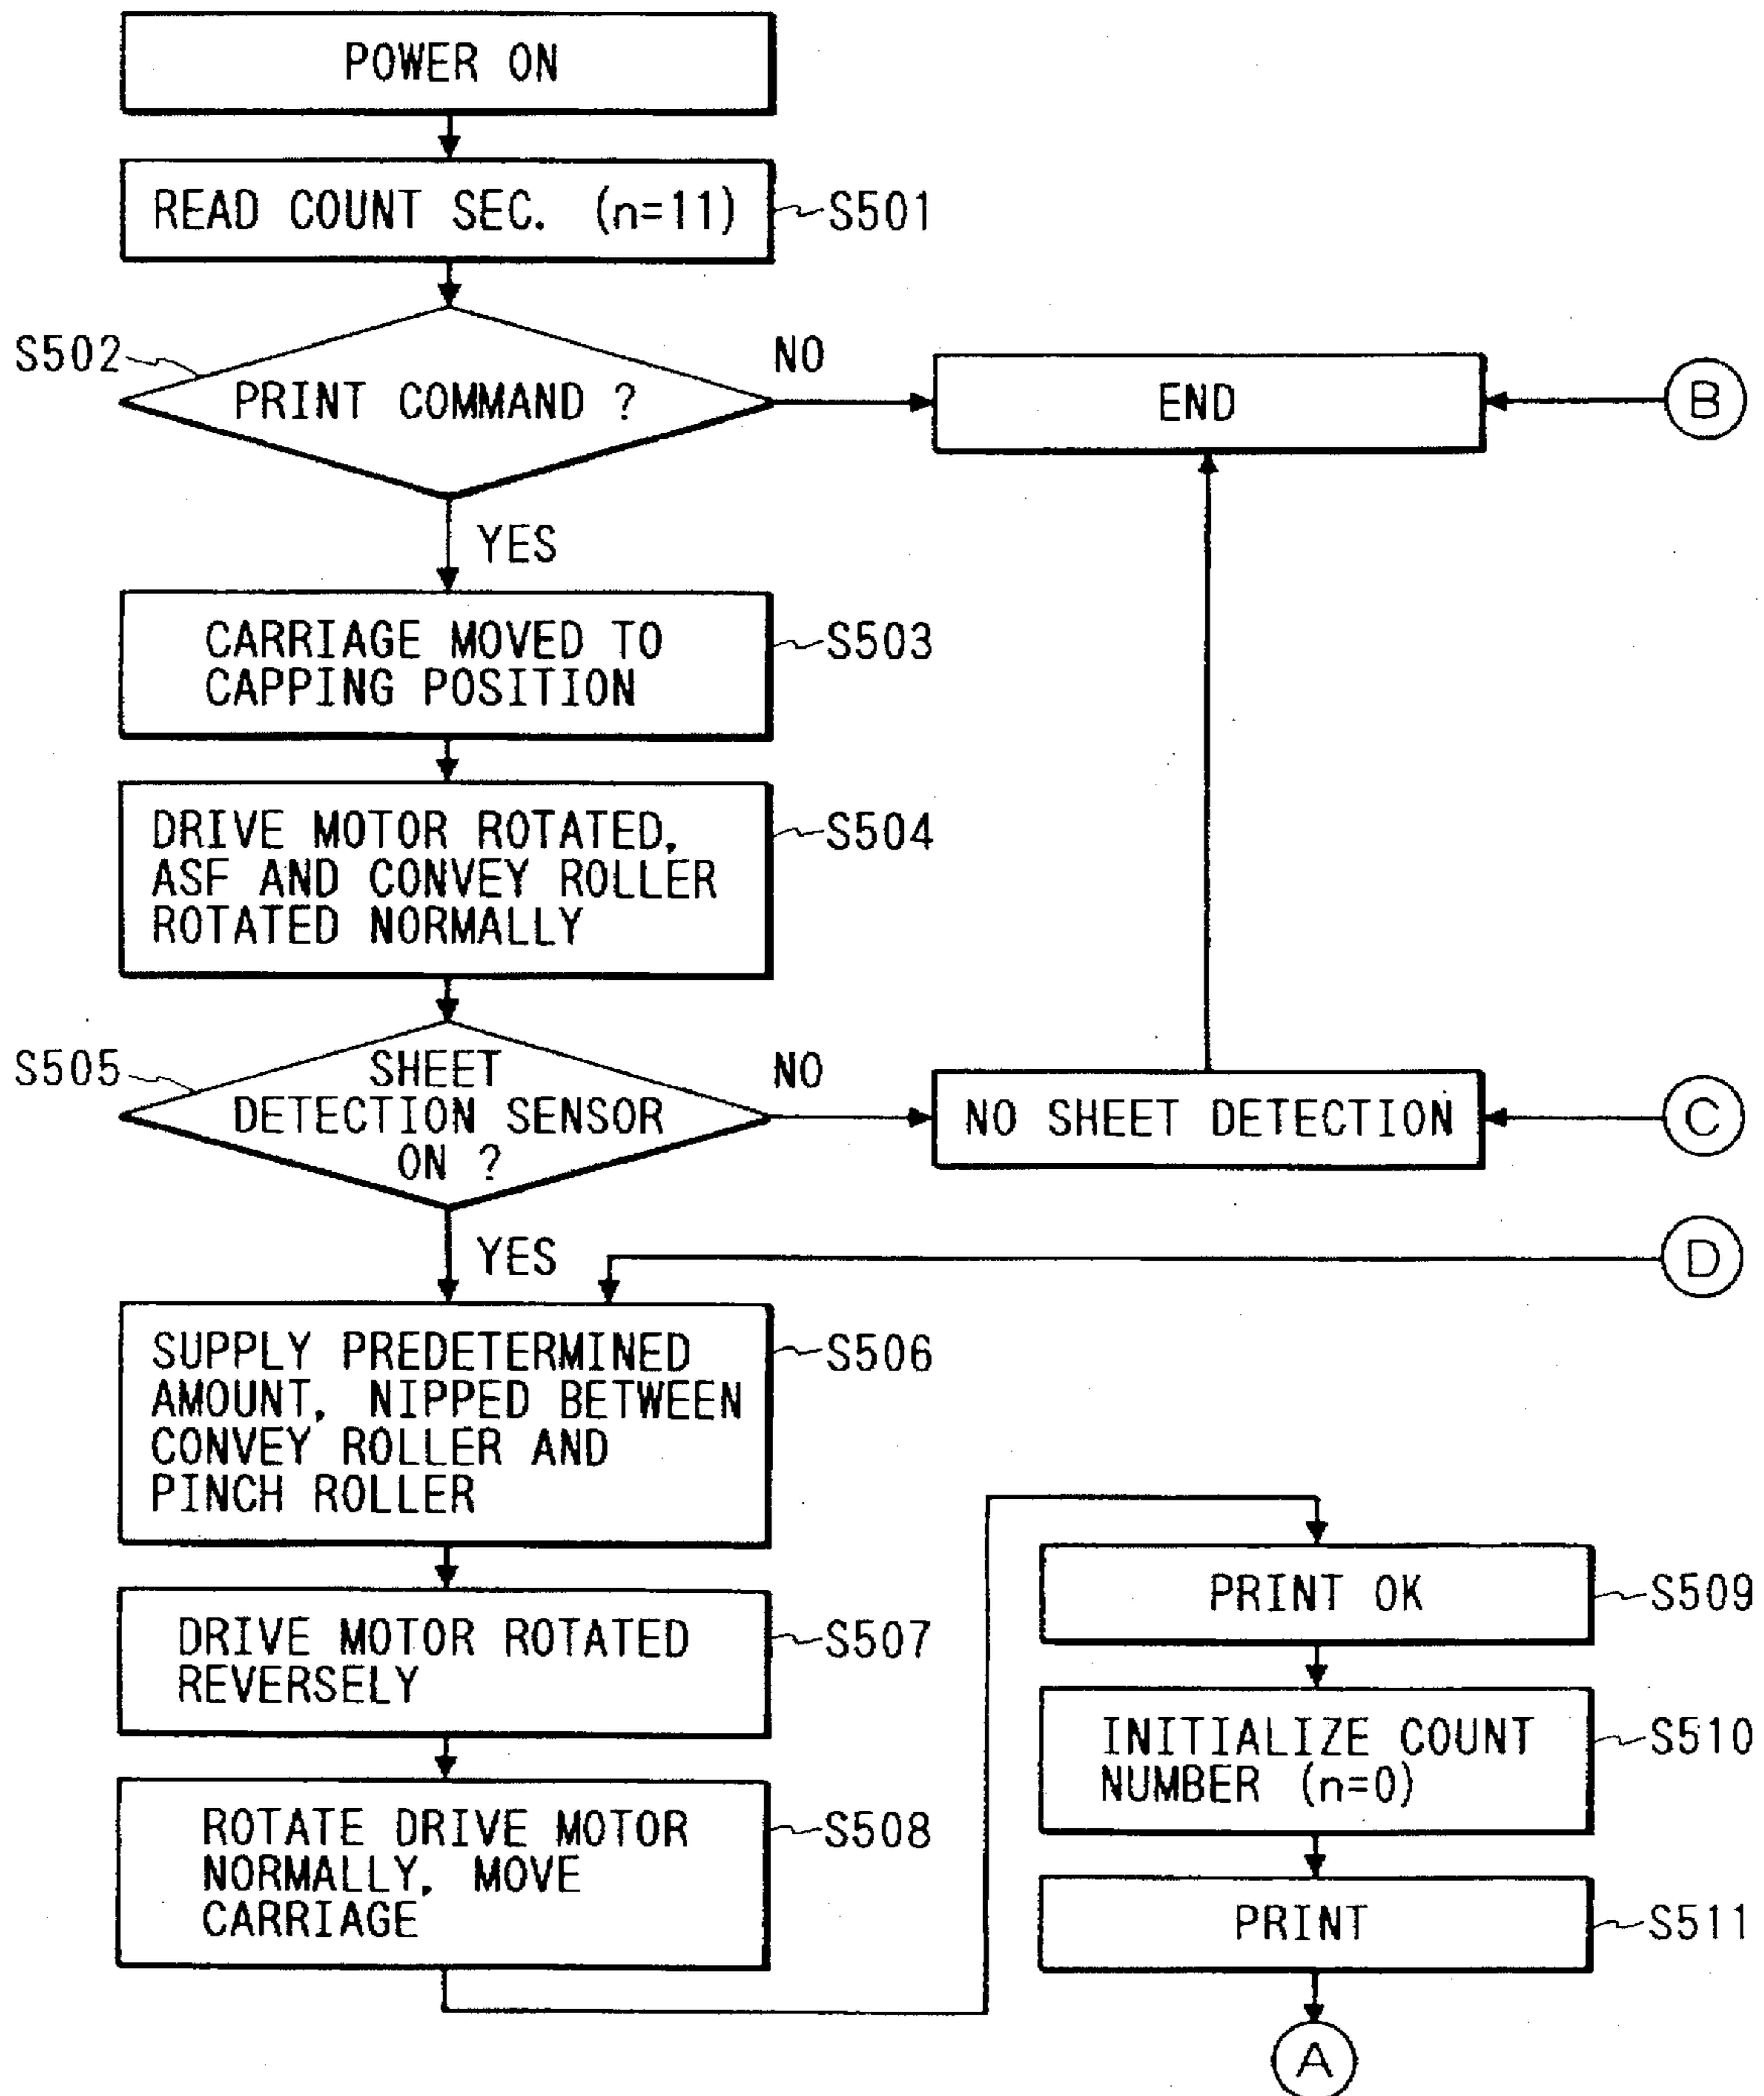 POWER ON
READ COUNT SEC. (n=11)
S501
S502
PRINT COMMAND ?
NO
END
B
YES
CARRIAGE MOVED TO
CAPPING POSITION
S503
DRIVE MOTOR ROTATED,
ASF AND CONVEY ROLLER
ROTATED NORMALLY
S504
S505
SHEET
DETECTION SENSOR
ON ?
NO
NO SHEET DETECTION
C
YES
D
SUPPLY PREDETERMINED
AMOUNT, NIPPED BETWEEN
CONVEY ROLLER AND
PINCH ROLLER
S506
DRIVE MOTOR ROTATED
REVERSELY
S507
ROTATE DRIVE MOTOR
NORMALLY, MOVE
CARRIAGE
S508
PRINT OK
S509
INITIALIZE COUNT
NUMBER (n=0)
S510
PRINT
S511
A